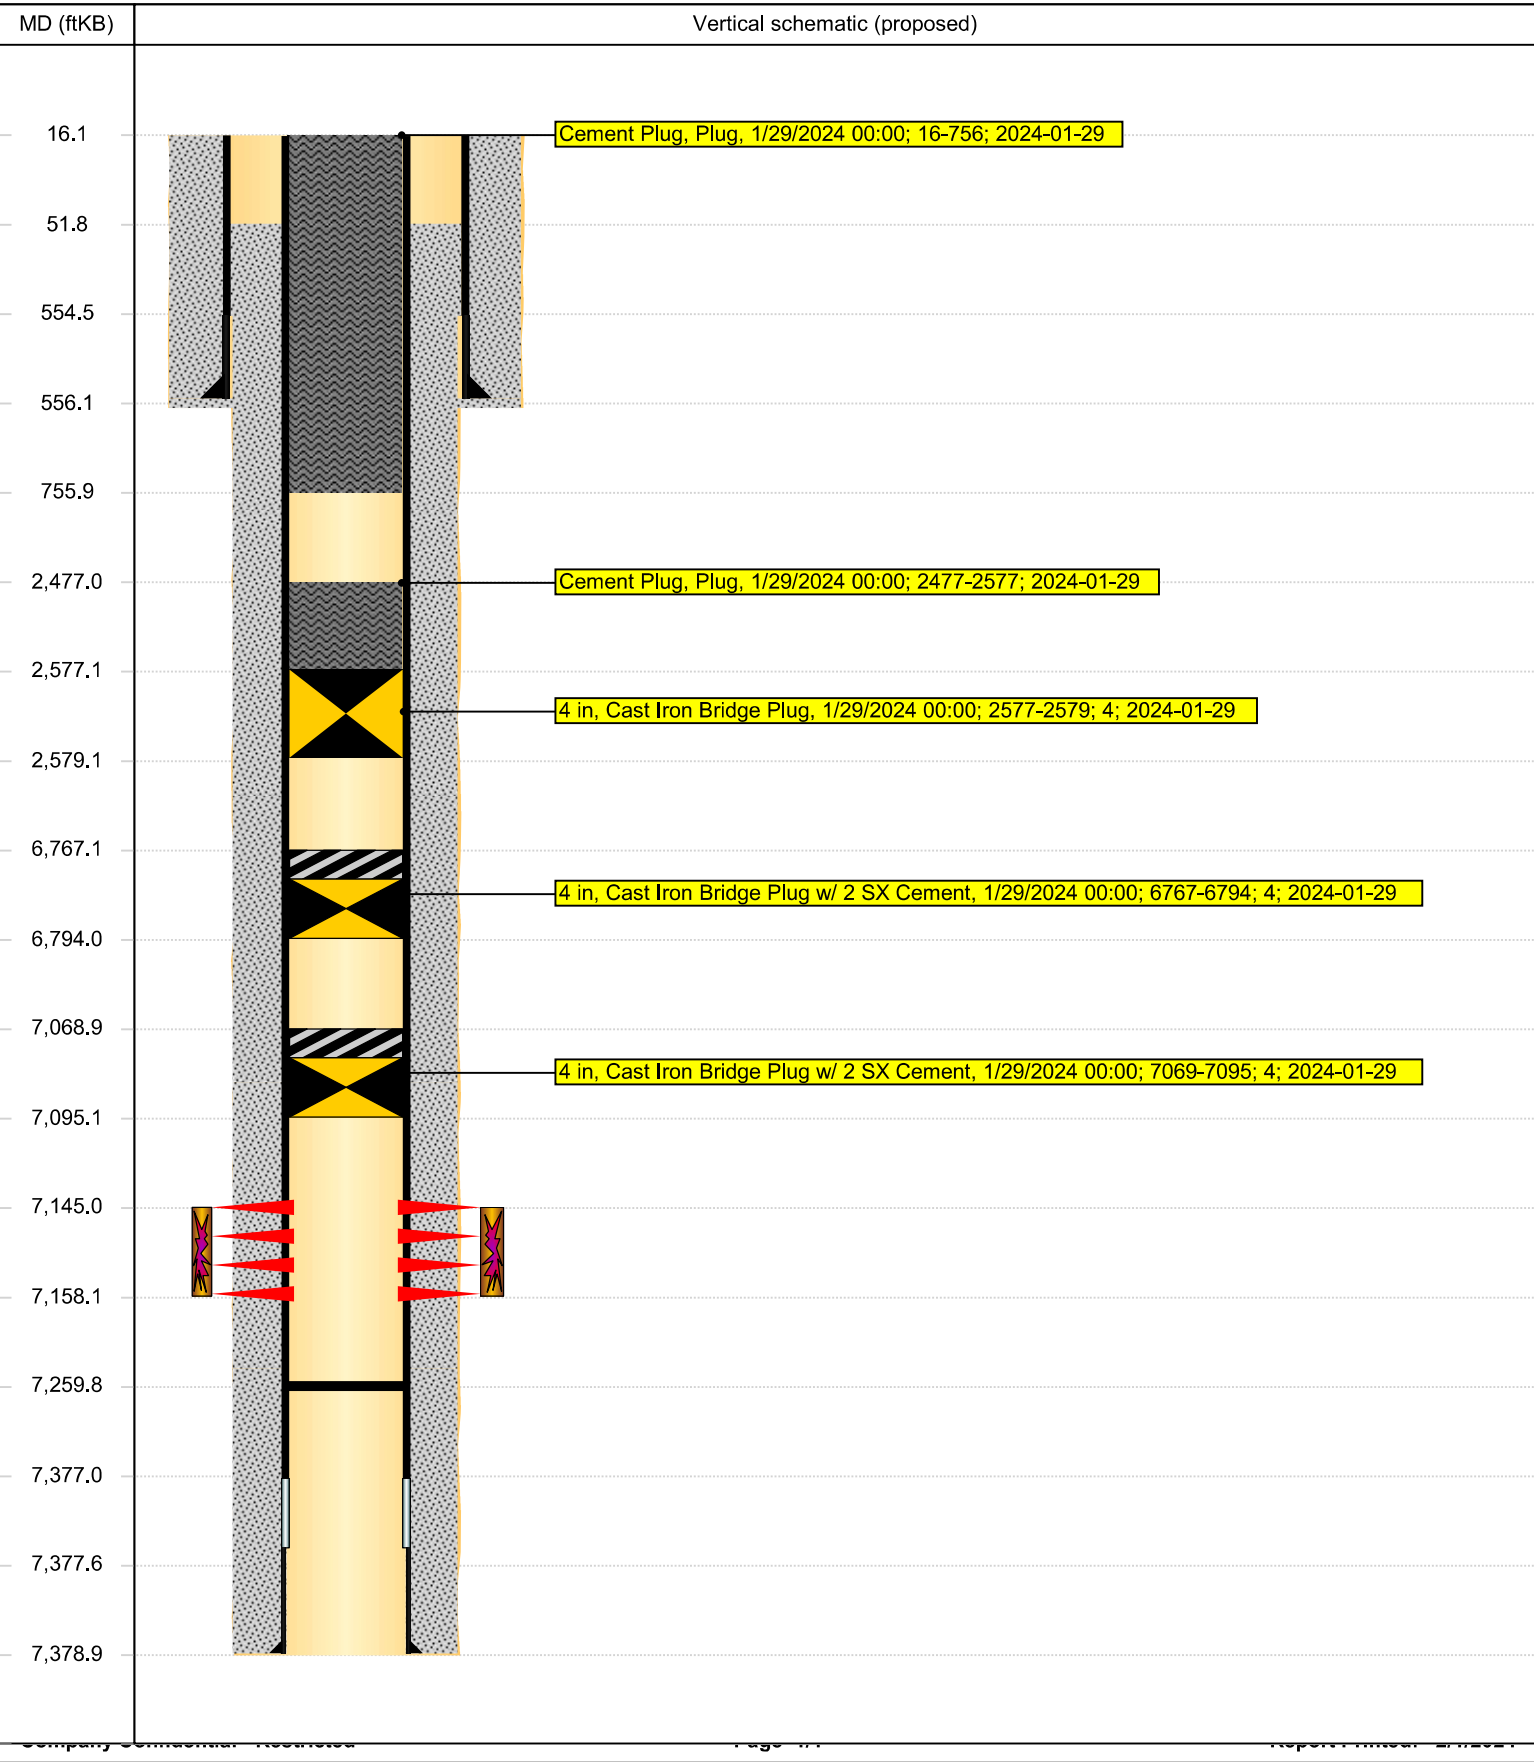 MD (ftKB)
Vertical schematic (proposed)
16.1
Cement Plug, Plug, 1/29/2024 00:00; 16-756; 2024-01-29
51.8
554.5
556.1
755.9
2,477.0
Cement Plug, Plug, 1/29/2024 00:00; 2477-2577; 2024-01-29
2,577.1
4 in, Cast Iron Bridge Plug, 1/29/2024 00:00; 2577-2579; 4; 2024-01-29
2,579.1
6,767.1
4 in, Cast Iron Bridge Plug w/ 2 SX Cement, 1/29/2024 00:00; 6767-6794; 4; 2024-01-29
6,794.0
7,068.9
4 in, Cast Iron Bridge Plug w/ 2 SX Cement, 1/29/2024 00:00; 7069-7095; 4; 2024-01-29
7,095.1
7,145.0
7,158.1
7,259.8
7,377.0
7,377.6
7,378.9